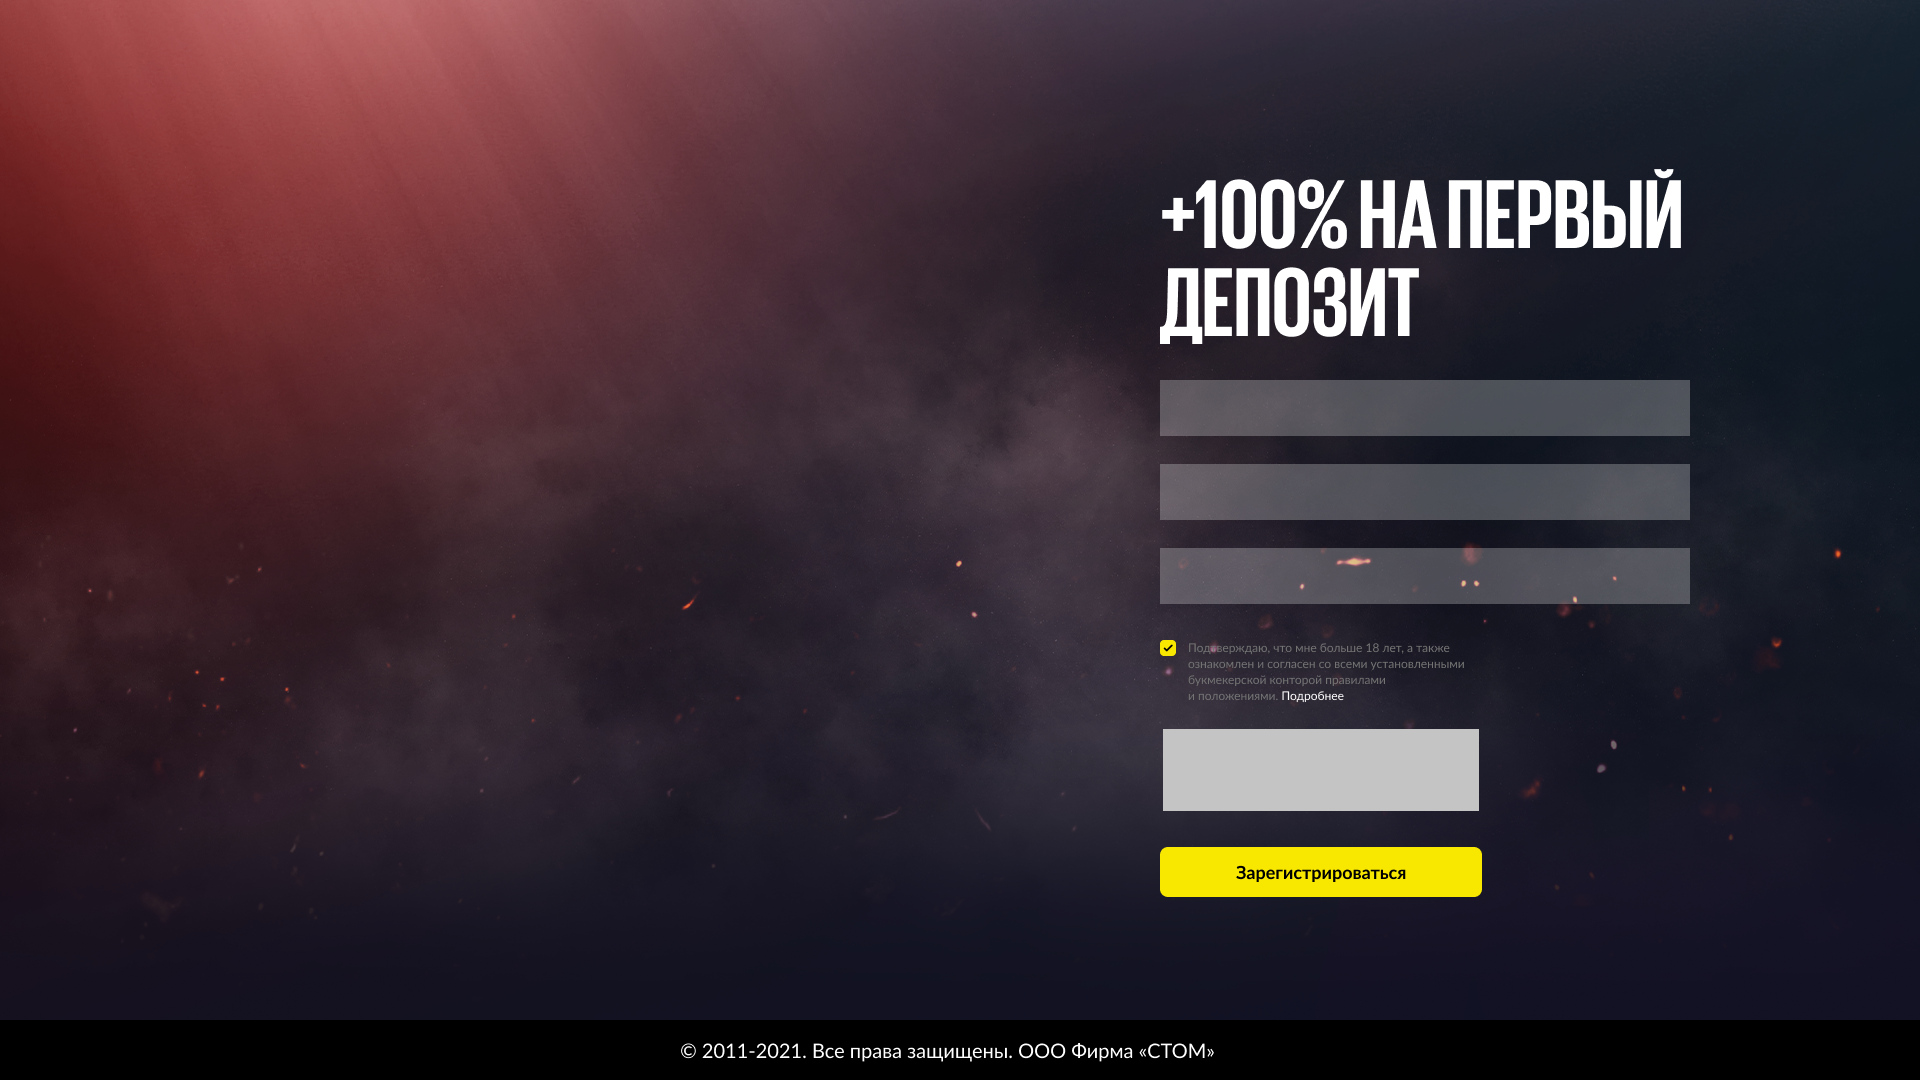 +100% НА ПЕРВЫЙ
ДЕПОЗИТ
Подтверждаю, что мне больше 18 лет, а также
ознакомлен и согласен со всеми установленными
букмекерской конторой правилами
и положениями. Подробнее
Зарегистрироваться
© 2011-2021. Все права защищены. ООО Фирма «СТОМ»